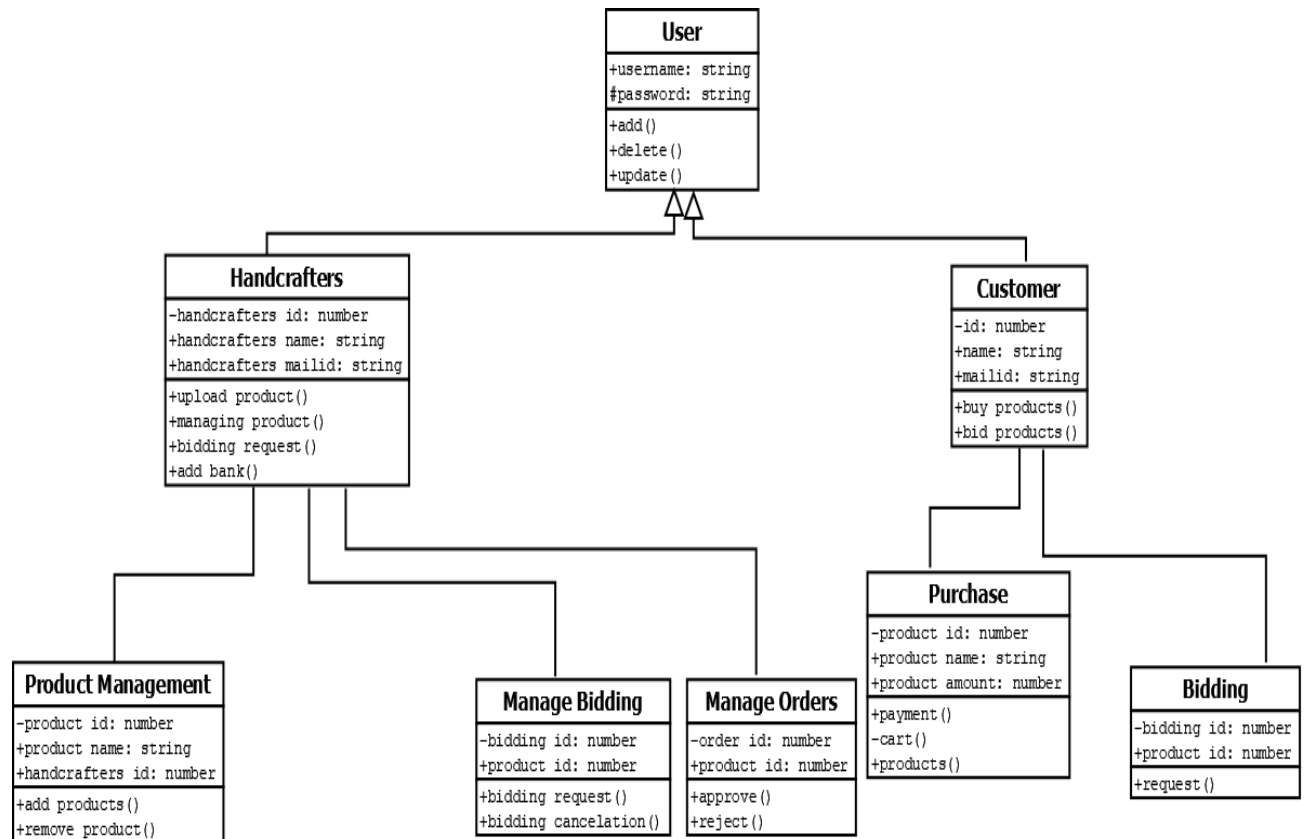 User
+username: string
#password: string
+add()
+delete()
+update()
Handcrafters
-handcrafters id: number
+handcrafters name: string
+handcrafters mailid: string
+upload product()
+managing product()
+bidding request()
+add bank()
Customer
-id: number
+name: string
+mailid: string
+buy products()
+bid products()
Product Management
-product id: number
+product name: string
+handcrafters id: number
+add products()
+remove product()
Manage Bidding
-bidding id: number
+product id: number
+bidding request()
+bidding cancelation()
Manage Orders
-order id: number
+product id: number
+approve()
+reject()
Purchase
-product id: number
+product name: string
+product amount: number
+payment()
-cart()
+products()
Bidding
-bidding id: number
+product id: number
+request()